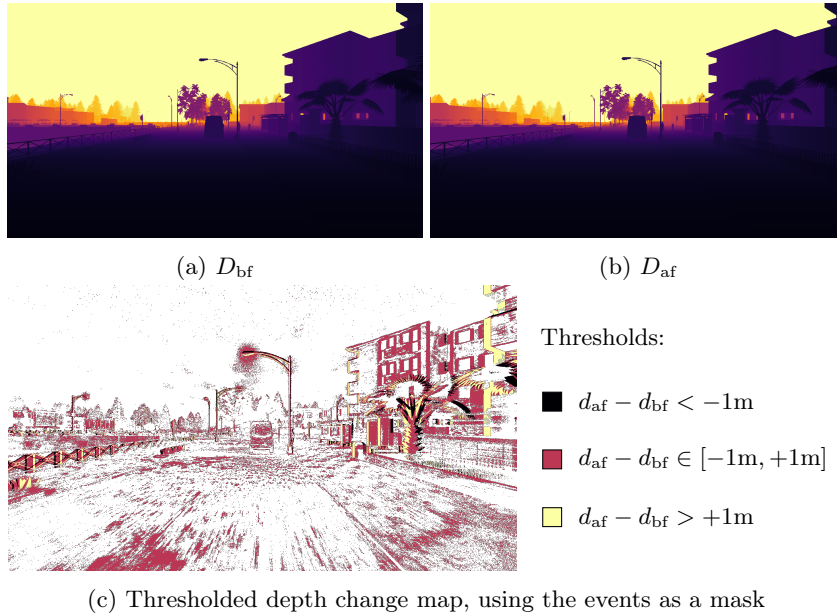 (a) D_bf
(b) D_af
Thresholds:
d_af − d_bf < −1m
d_af − d_bf ∈ [−1m, +1m]
d_af − d_bf > +1m
(c) Thresholded depth change map, using the events as a mask